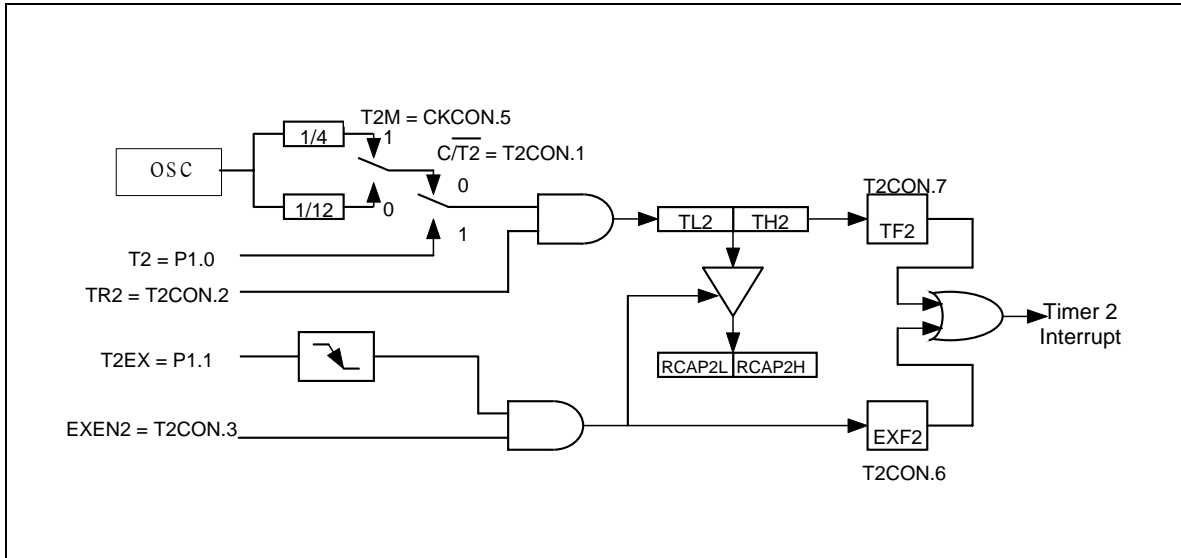 T2M = CKCON.5
1/4
1
C/T2 = T2CON.1
OSC
0
1/12
0
1
T2 = P1.0
TR2 = T2CON.2
TL2
TH2
T2CON.7
TF2
T2EX = P1.1
RCAP2L
RCAP2H
Timer 2
Interrupt
EXEN2 = T2CON.3
EXF2
T2CON.6